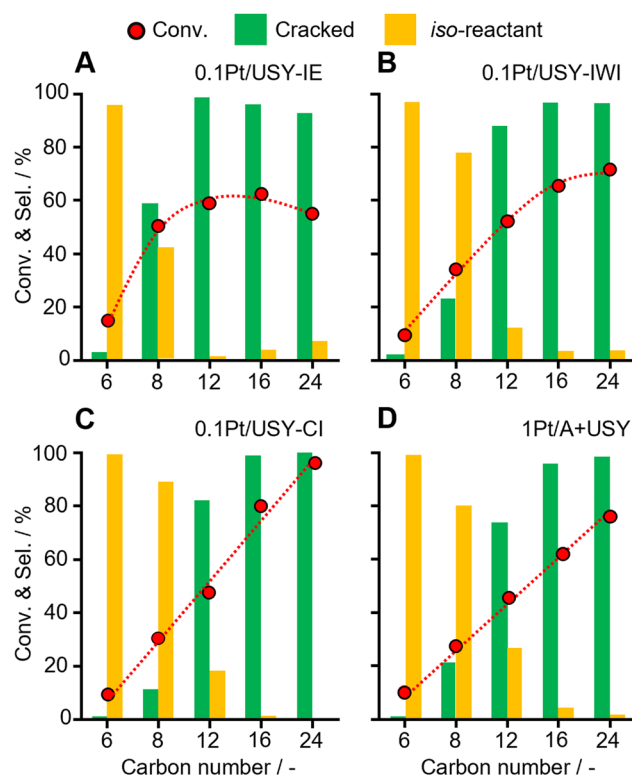 Conv. Cracked iso-reactant
A 0.1Pt/USY-IE
B 0.1Pt/USY-IWI
100
80
60
40
20
0
Conv. & Sel. / %
6 8 12 16 24
6 8 12 16 24
C 0.1Pt/USY-CI
D 1Pt/A+USY
100
80
60
40
20
0
Conv. & Sel. / %
6 8 12 16 24
6 8 12 16 24
Carbon number / -
Carbon number / -